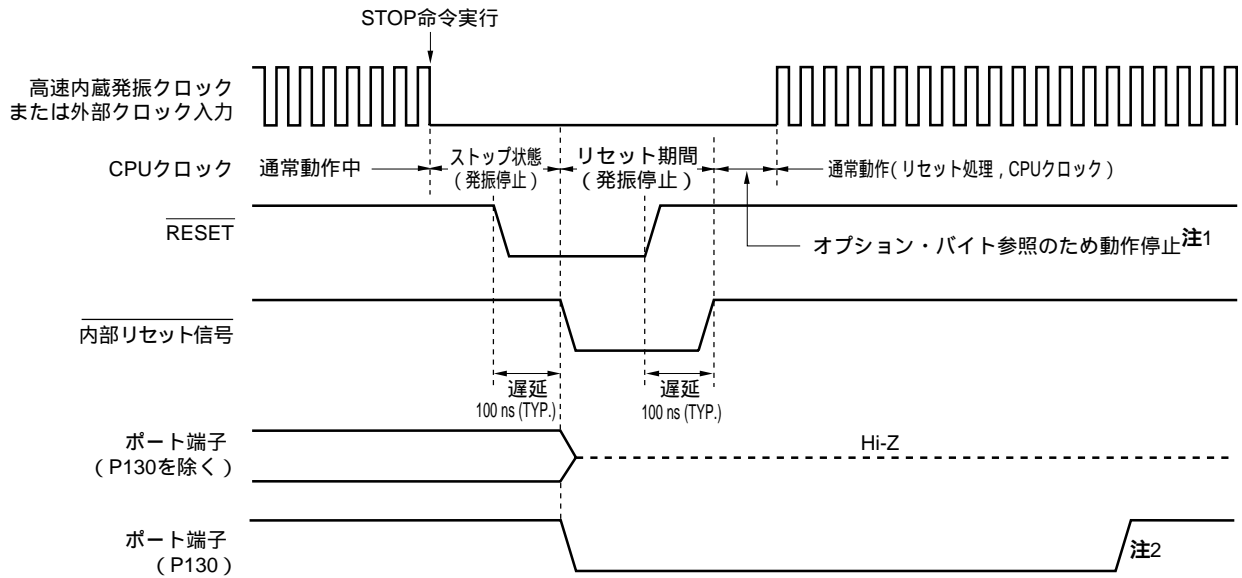 STOP命令実行
高速内蔵発振クロック
または外部クロック入力
CPUクロック
通常動作中
ストップ状態
(発振停止)
リセット期間
(発振停止)
通常動作(リセット処理,CPUクロック)
RESET
オプション・バイト参照のため動作停止注1
内部リセット信号
遅延
100 ns (TYP.)
遅延
100 ns (TYP.)
ポート端子
(P130を除く)
Hi-Z
ポート端子
(P130)
注2